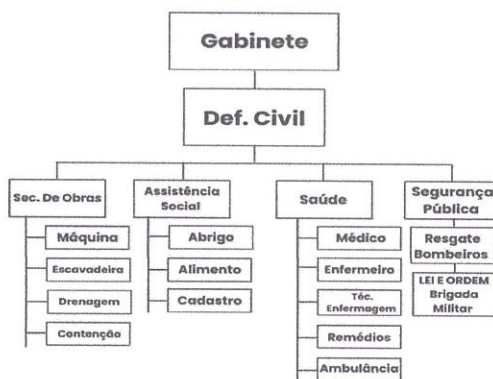 Gabinete
Def. Civil
Sec. De Obras
Máquina
Escavadeira
Drenagem
Contenção
Assistência
Social
Abrigo
Alimento
Cadastro
Saúde
Médico
Enfermeiro
Téc.
Enfermagem
Remédios
Ambulância
Segurança
Pública
Resgate
Bombeiros
LEI E ORDEM
Brigada
Militar